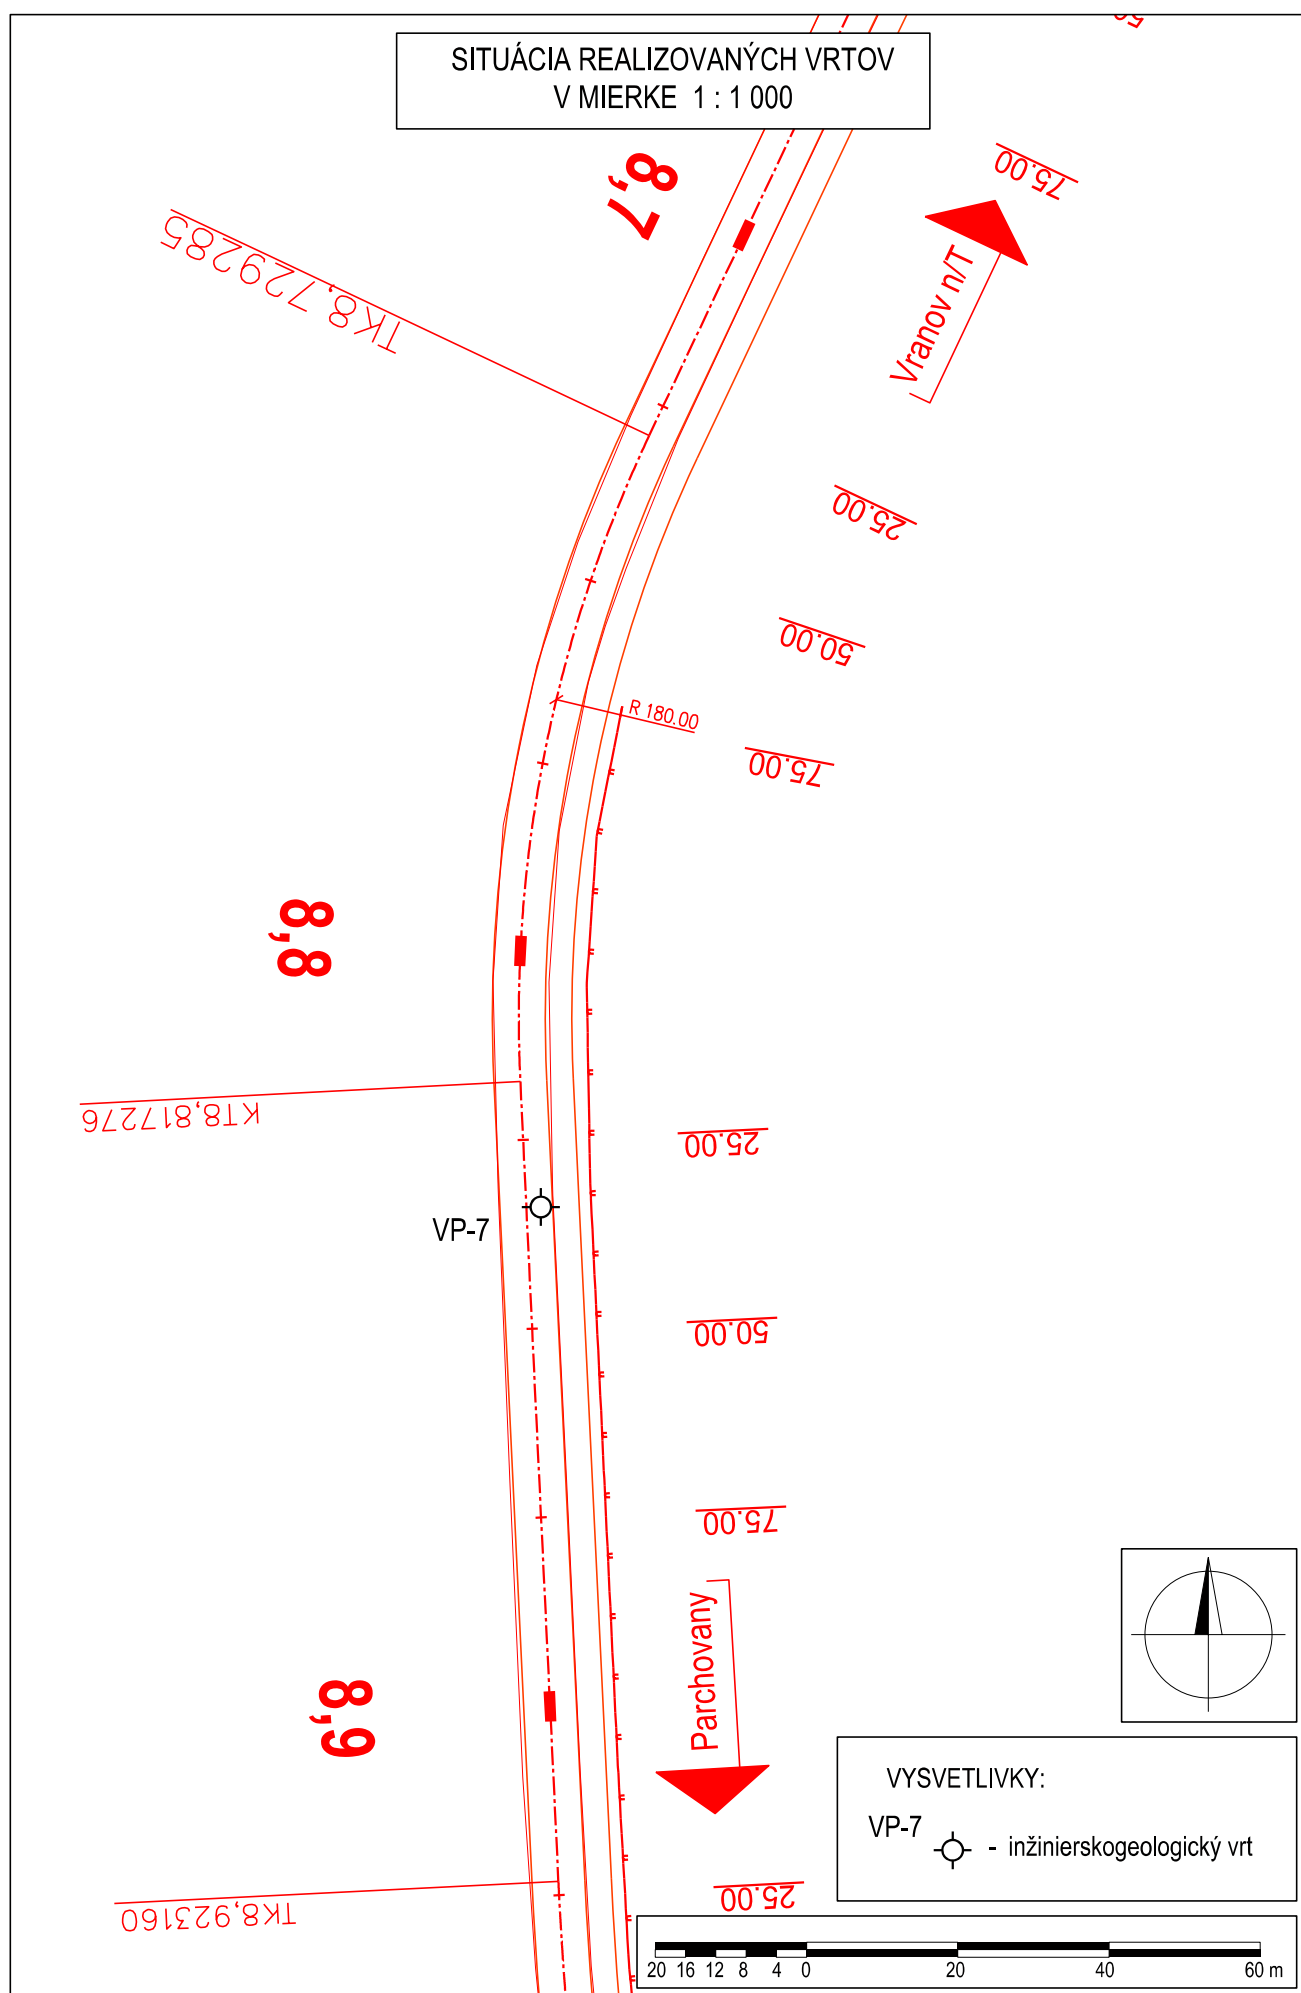 50
SITUÁCIA REALIZOVANÝCH VRTOV
V MIERKE 1 : 1 000
75.00
8,7
TK8,729285
Vranov n/T
25.00
50.00
R 180.00
75.00
8,8
KT8,817276
25.00
VP-7
50.00
75.00
Parchovany
8,9
VYSVETLIVKY:
VP-7
- inžinierskogeologický vrt
TK8,923160
25.00
20 16 12 8 4 0 20 40 60 m